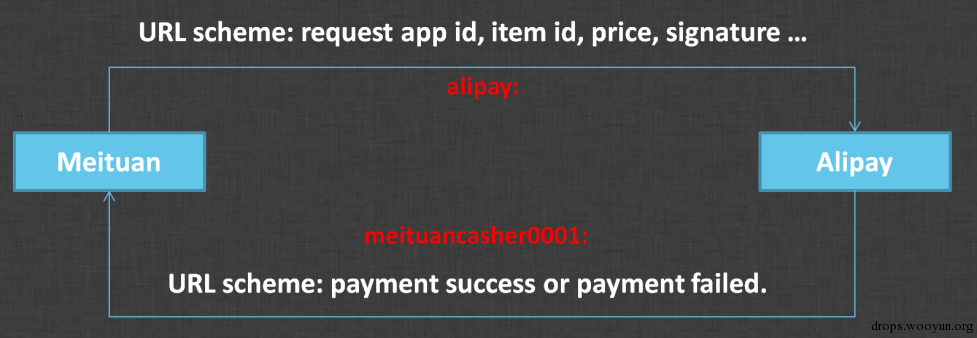 URL scheme: request app id, item id, price, signature …
alipay:
Meituan
Alipay
meituancasher0001:
URL scheme: payment success or payment failed.
drops.wooyun.org